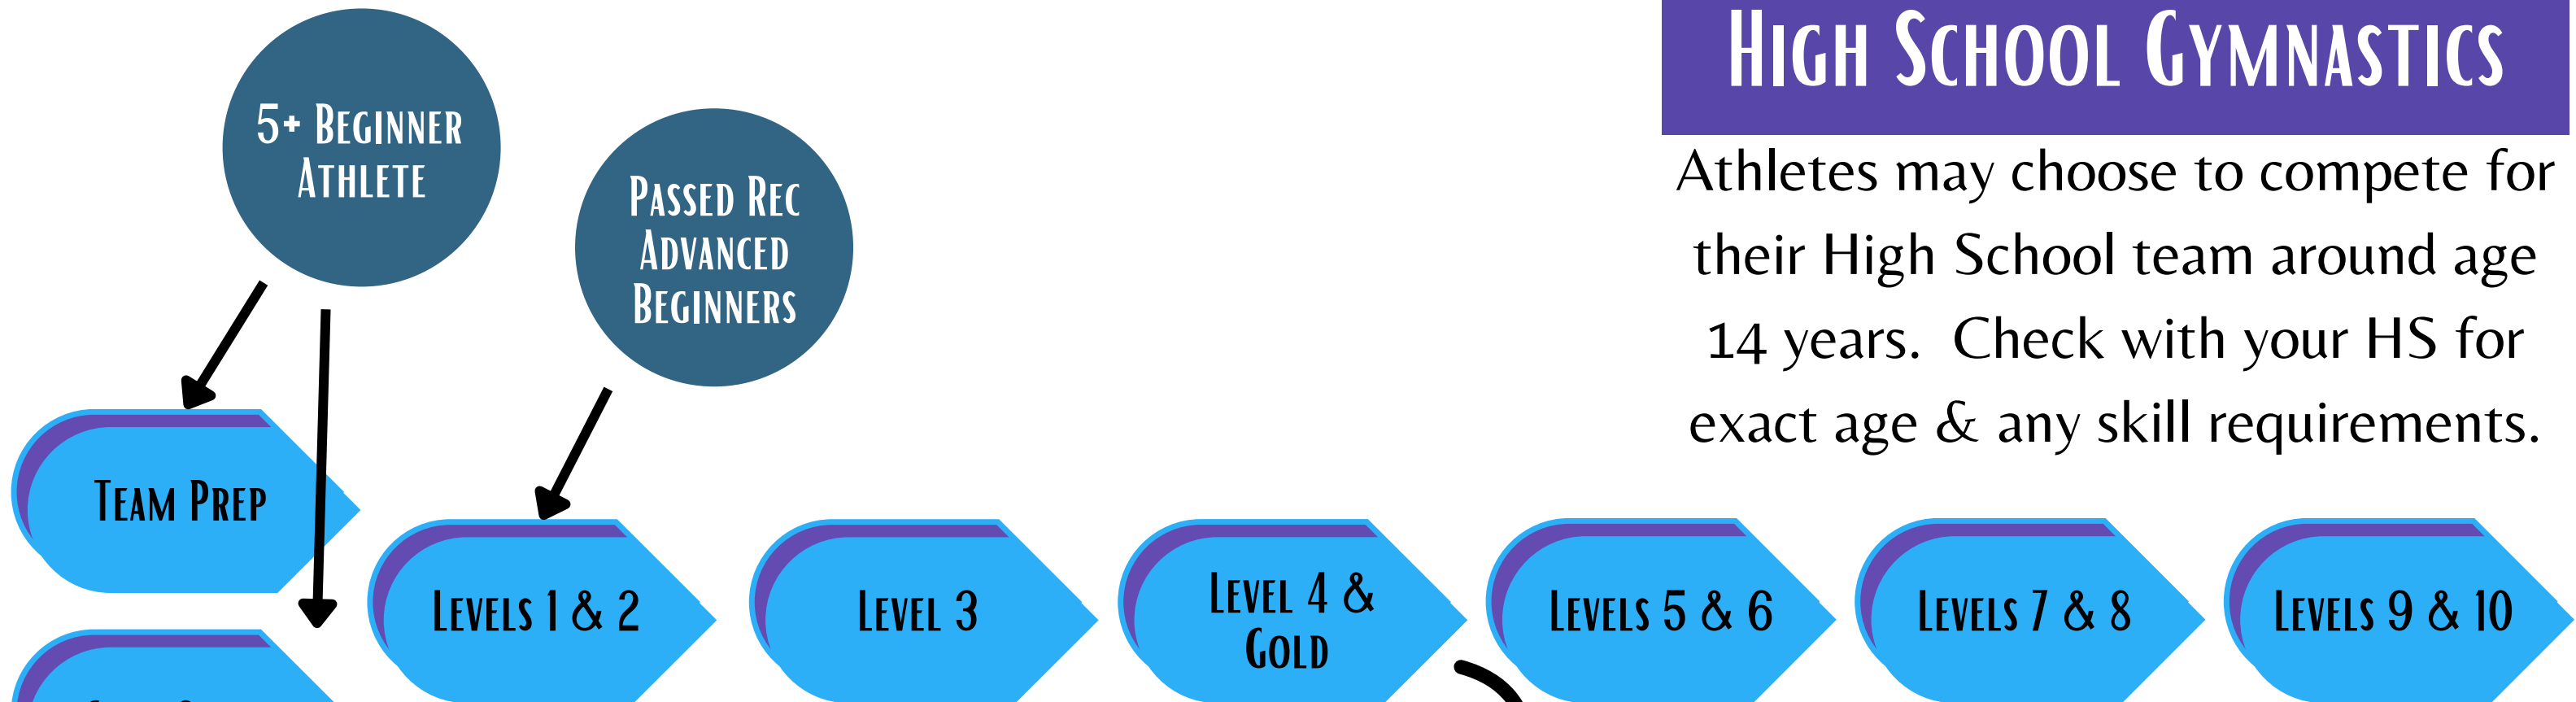 High School Gymnastics
Athletes may choose to compete for
their High School team around age
14 years. Check with your HS for
exact age & any skill requirements.
5+ Beginner
Athlete
Passed Rec
Advanced
Beginners
Team Prep
Levels 1 & 2
Level 3
Level 4 &
Gold
Levels 5 & 6
Levels 7 & 8
Levels 9 & 10